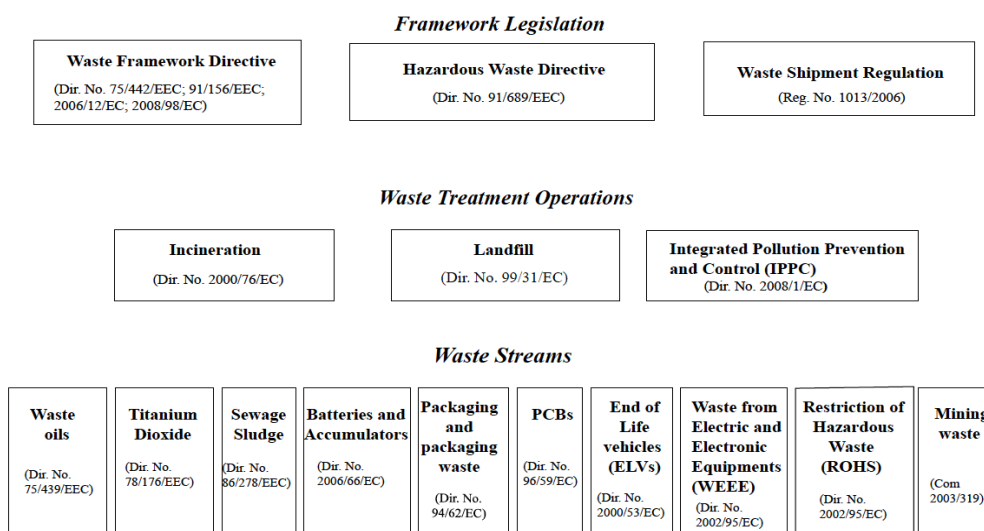 Framework Legislation
Waste Framework Directive
(Dir. No. 75/442/EEC; 91/156/EEC;
2006/12/EC; 2008/98/EC)
Hazardous Waste Directive
(Dir. No. 91/689/EEC)
Waste Shipment Regulation
(Reg. No. 1013/2006)
Waste Treatment Operations
Incineration
(Dir. No. 2000/76/EC)
Landfill
(Dir. No. 99/31/EC)
Integrated Pollution Prevention
and Control (IPPC)
(Dir. No. 2008/1/EC)
Waste Streams
Waste
oils
(Dir. No.
75/439/EEC)
Titanium
Dioxide
(Dir. No.
78/176/EEC)
Sewage
Sludge
(Dir. No.
86/278/EEC)
Batteries and
Accumulators
(Dir. No.
2006/66/EC)
Packaging
and
packaging
waste
(Dir. No.
94/62/EC)
PCBs
(Dir. No.
96/59/EC)
End of
Life
vehicles
(ELVs)
(Dir. No.
2000/53/EC)
Waste from
Electric and
Electronic
Equipments
(WEEE)
(Dir. No.
2002/95/EC)
Restriction of
Hazardous
Waste
(ROHS)
(Dir. No.
2002/95/EC)
Mining
waste
(Com
2003/319)